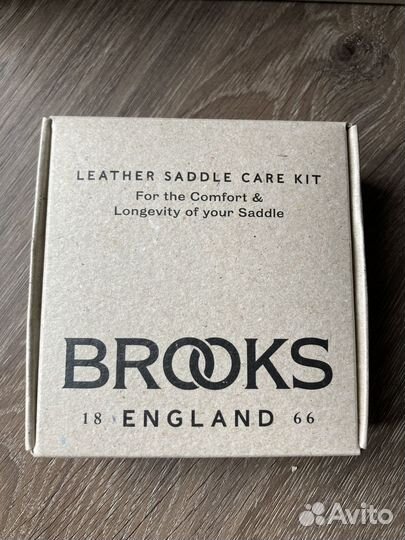 LEATHER SADDLE CARE KIT
For the Comfort &
Longevity of your Saddle
BROOKS
18 ENGLAND 66
Avito